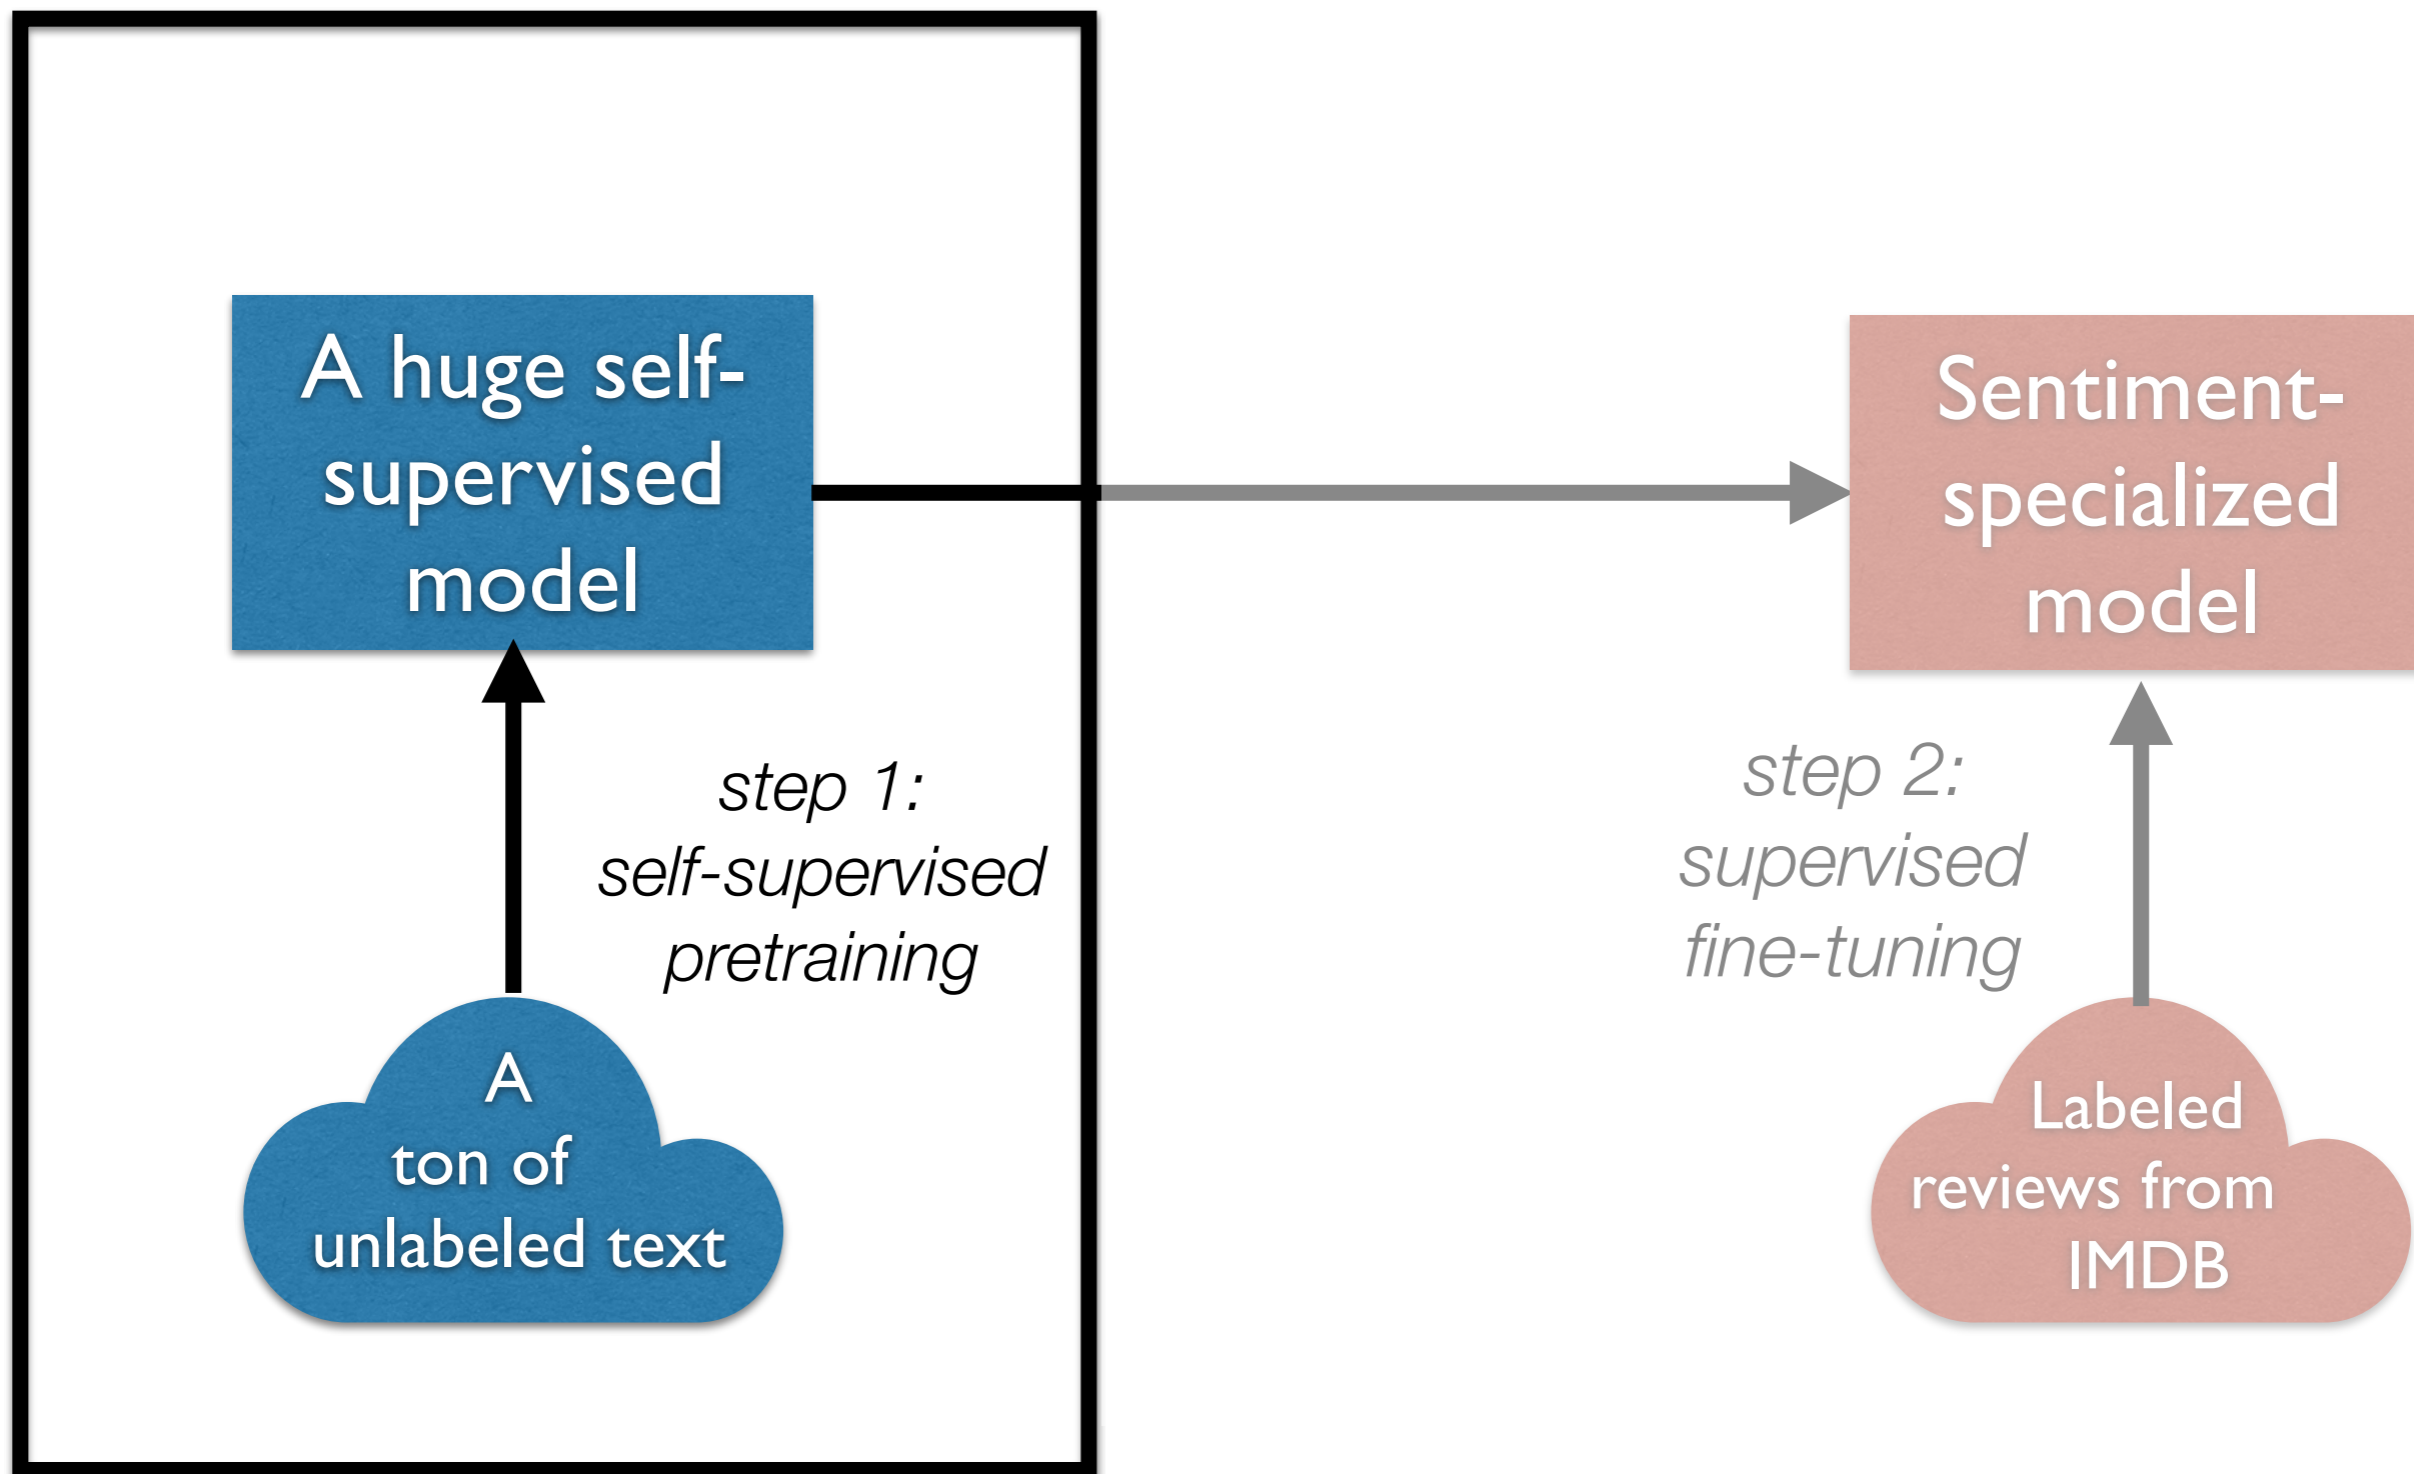 A huge self-
supervised
model
step 1:
self-supervised
pretraining
A
ton of
unlabeled text
Sentiment-
specialized
model
step 2:
supervised
fine-tuning
Labeled
reviews from
IMDB